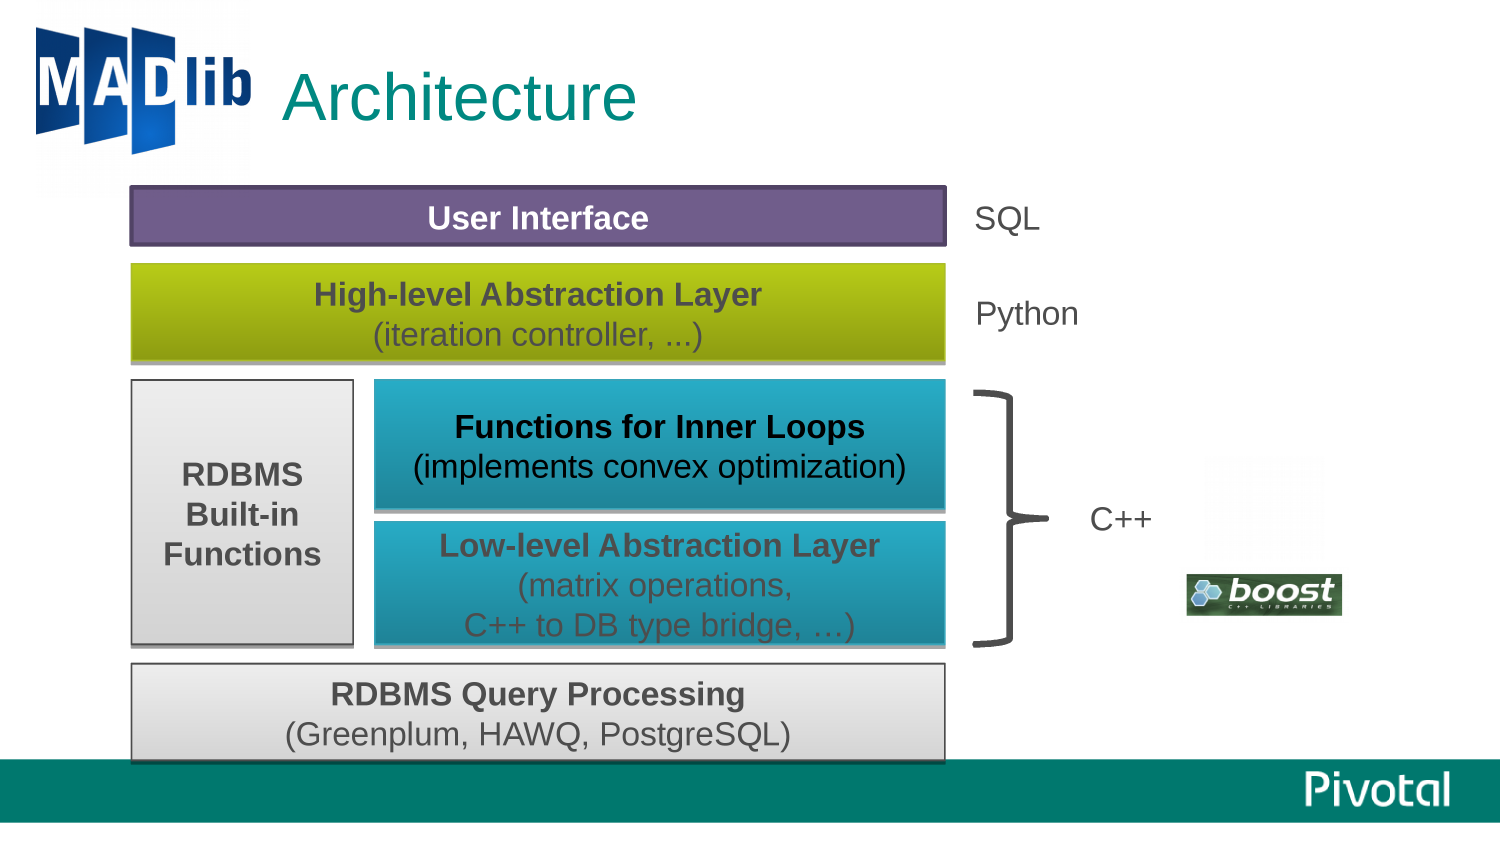 MADlib
Architecture
User Interface
SQL
High-level Abstraction Layer
(iteration controller, ...)
Python
RDBMS
Built-in
Functions
Functions for Inner Loops
(implements convex optimization)
Low-level Abstraction Layer
(matrix operations,
C++ to DB type bridge, …)
C++
boost
C++ LIBRARIES
RDBMS Query Processing
(Greenplum, HAWQ, PostgreSQL)
Pivotal